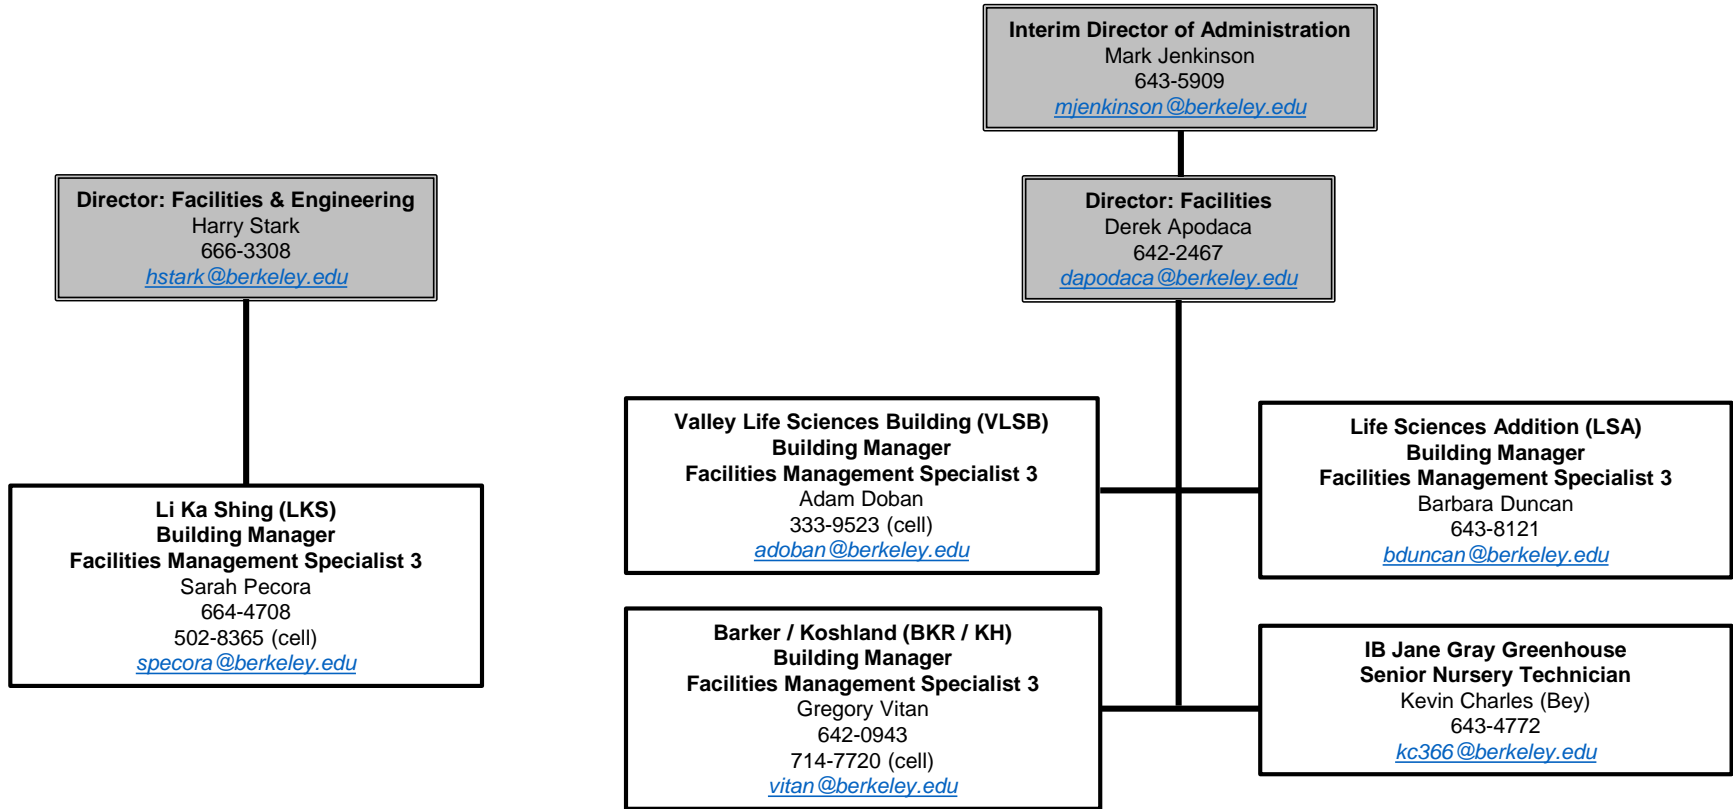 Interim Director of Administration
Mark Jenkinson
643-5909
mjenkinson@berkeley.edu
Director: Facilities & Engineering
Harry Stark
666-3308
hstark@berkeley.edu
Director: Facilities
Derek Apodaca
642-2467
dapodaca@berkeley.edu
Valley Life Sciences Building (VLSB)
Building Manager
Facilities Management Specialist 3
Adam Doban
333-9523 (cell)
adoban@berkeley.edu
Life Sciences Addition (LSA)
Building Manager
Facilities Management Specialist 3
Barbara Duncan
643-8121
bduncan@berkeley.edu
Li Ka Shing (LKS)
Building Manager
Facilities Management Specialist 3
Sarah Pecora
664-4708
502-8365 (cell)
specora@berkeley.edu
Barker / Koshland (BKR / KH)
Building Manager
Facilities Management Specialist 3
Gregory Vitan
642-0943
714-7720 (cell)
vitan@berkeley.edu
IB Jane Gray Greenhouse
Senior Nursery Technician
Kevin Charles (Bey)
643-4772
kc366@berkeley.edu